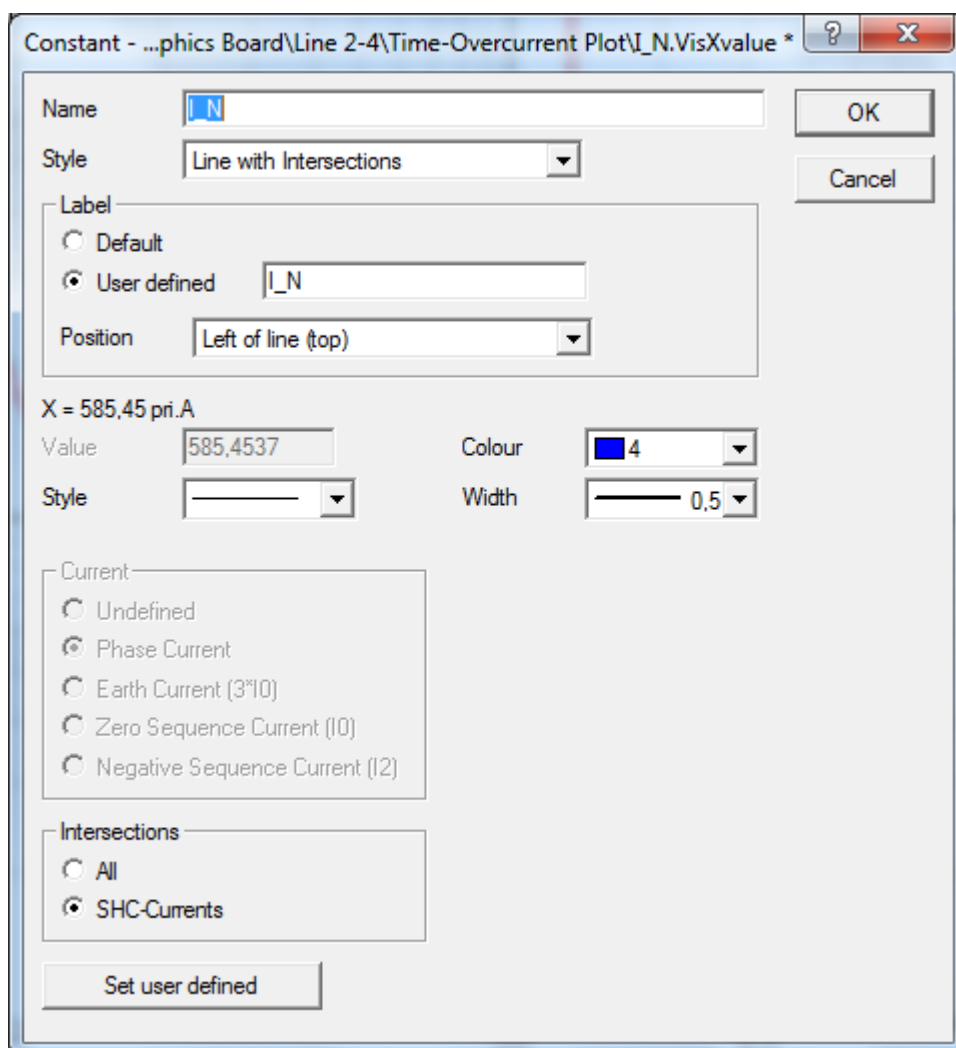 Constant - ...phics Board\Line 2-4\Time-Overcurrent Plot\I_N.VisXvalue *
Name I_N OK
Style Line with Intersections Cancel
Label
Default
User defined I_N
Position Left of line (top)
X = 585,45 pri.A
Value 585,4537 Colour 4
Style Width 0,5
Current
Undefined
Phase Current
Earth Current (3*I0)
Zero Sequence Current (I0)
Negative Sequence Current (I2)
Intersections
All
SHC-Currents
Set user defined